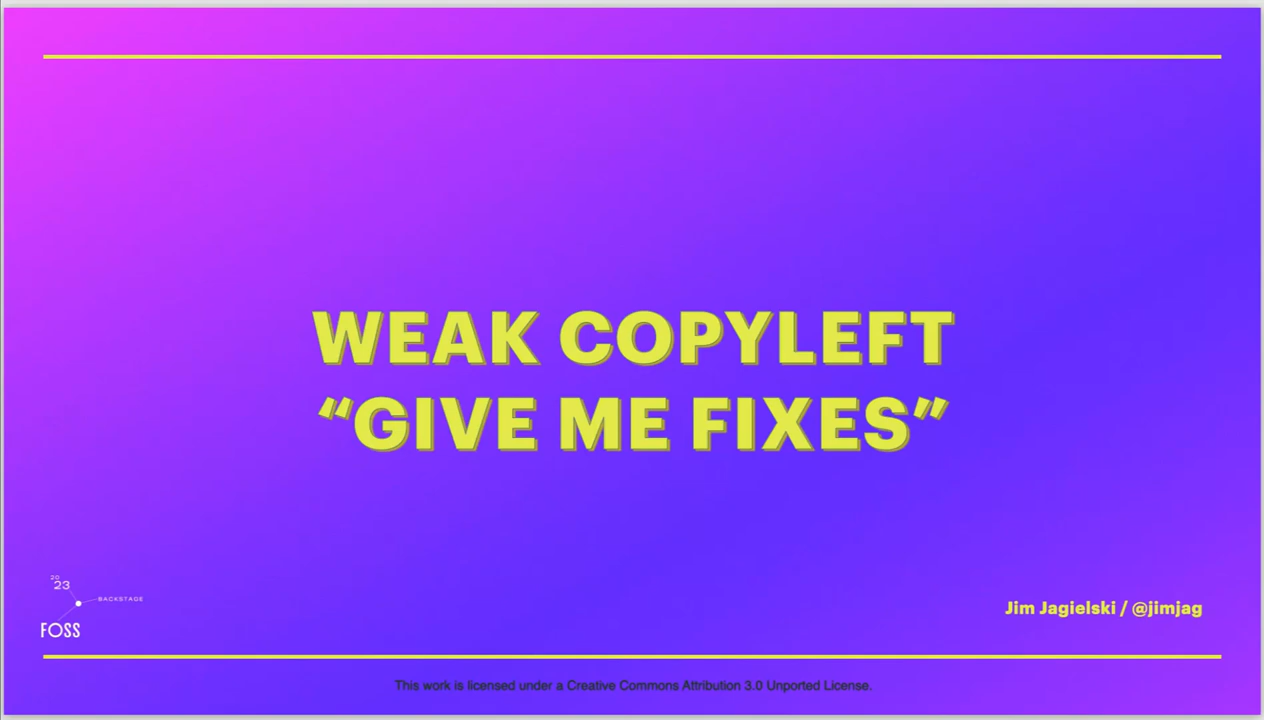 WEAK COPYLEFT
“GIVE ME FIXES”
20
23
BACKSTAGE
FOSS
Jim Jagielski / @jimjag
This work is licensed under a Creative Commons Attribution 3.0 Unported License.